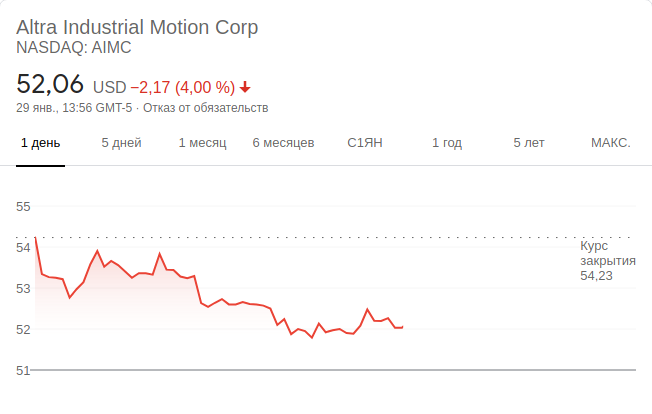 Altra Industrial Motion Corp
NASDAQ: AIMC
52,06 USD −2,17 (4,00 %)
29 янв., 13:56 GMT-5 · Отказ от обязательств
1 день 5 дней 1 месяц 6 месяцев С1ЯН 1 год 5 лет МАКС.
55
54
53
52
51
Курс
закрытия
54,23